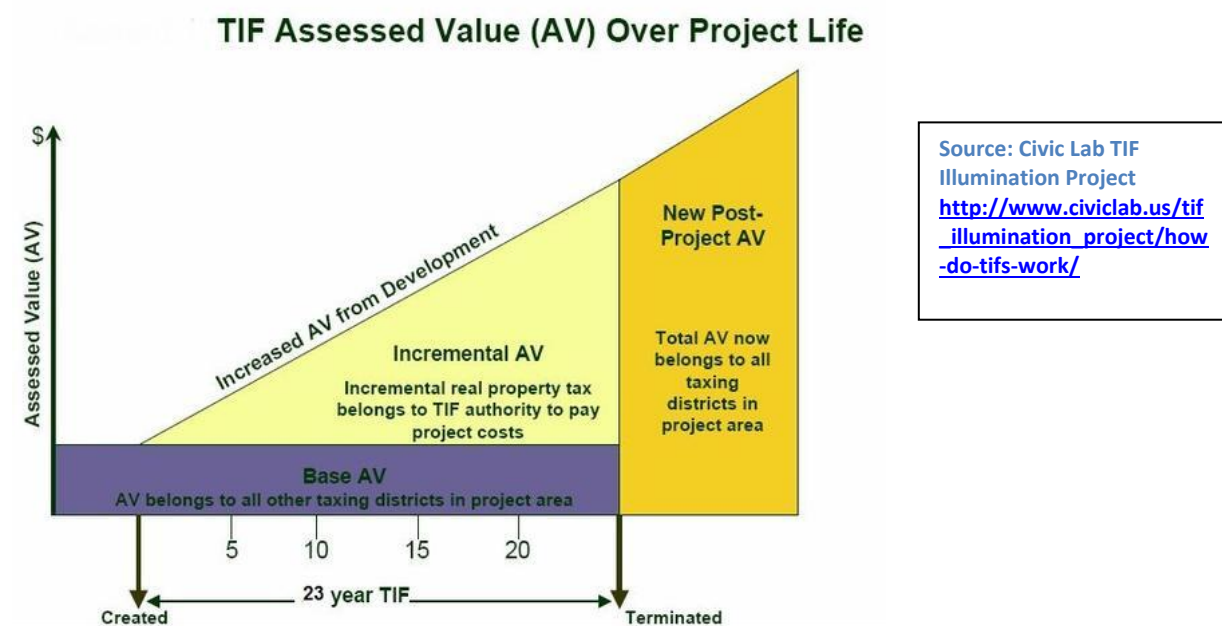 TIF Assessed Value (AV) Over Project Life
$
Assessed Value (AV)
Increased AV from Development
Incremental AV
Incremental real property tax
belongs to TIF authority to pay
project costs
Base AV
AV belongs to all other taxing districts in project area
New Post-
Project AV
Total AV now
belongs to all
taxing
districts in
project area
5
10
15
20
23 year TIF
Created
Terminated
Source: Civic Lab TIF
Illumination Project
http://www.civiclab.us/tif
_illumination_project/how
-do-tifs-work/